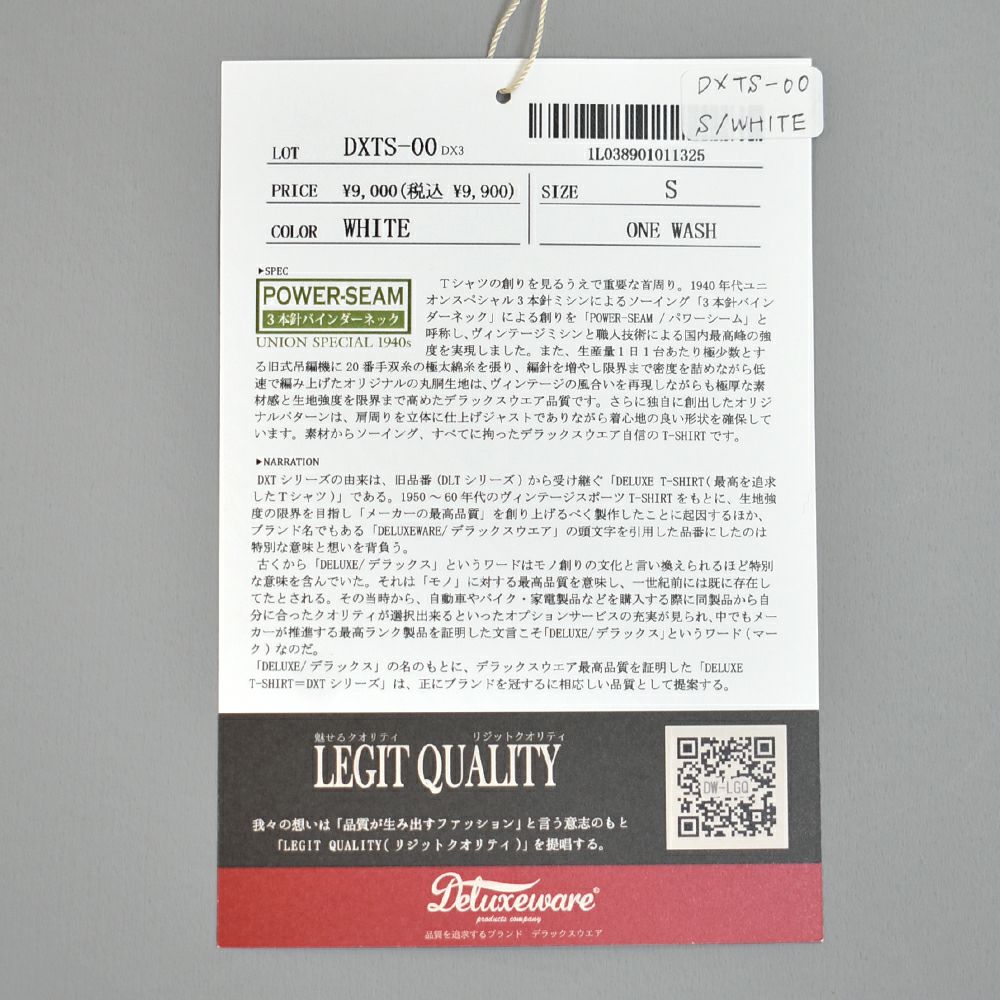 DXTS-00
S/WHITE
1L038901011325
LOT DXTS-00 DX3
PRICE ¥9,000(税込 ¥9,900)
SIZE S
COLOR WHITE
ONE WASH
▶SPEC
POWER-SEAM
3本針バインダーネック
UNION SPECIAL 1940s
Tシャツの創りを見るうえで重要な首周り。1940年代ユニ
オンスペシャル3本針ミシンによるソーイング「3本針バイン
ダーネック」による創りを「POWER-SEAM / パワーシーム」と
呼称し、ヴィンテージミシンと職人技術による国内最高峰の強
度を実現しました。また、生産量1日1台あたり極少数とす
る旧式吊編機に20番手双糸の極太綿糸を張り、編針を増やし限界まで密度を詰めながら低
速で編み上げたオリジナルの丸胴生地は、ヴィンテージの風合いを再現しながらも極厚な素
材感と生地強度を限界まで高めたデラックスウエア品質です。さらに独自に創出したオリジ
ナルパターンは、肩周りを立体に仕上げジャストでありながら着心地の良い形状を確保して
います。素材からソーイング、すべてに拘ったデラックスウエア自信のT-SHIRTです。
▶NARRATION
DXTシリーズの由来は、旧品番(DLTシリーズ)から受け継ぐ「DELUXE T-SHIRT(最高を追求
したTシャツ)」である。1950～60年代のヴィンテージスポーツT-SHIRTをもとに、生地強
度の限界を目指し「メーカーの最高品質」を創り上げるべく製作したことに起因するほか、
ブランド名でもある「DELUXEWARE/デラックスウエア」の頭文字を引用した品番にしたのは
特別な意味と想いを背負う。
古くから「DELUXE/デラックス」というワードはモノ創りの文化と言い換えられるほど特別
な意味を含んでいた。それは「モノ」に対する最高品質を意味し、一世紀前には既に存在し
てたとされる。その当時から、自動車やバイク・家電製品などを購入する際に同製品から自
分に合ったクオリティが選択出来るといったオプションサービスの充実が見られ、中でもメー
カーが推進する最高ランク製品を証明した文言こそ「DELUXE/デラックス」というワード(マー
ク)なのだ。
「DELUXE/デラックス」の名のもとに、デラックスウエア最高品質を証明した「DELUXE
T-SHIRT=DXTシリーズ」は、正にブランドを冠するに相応しい品質として提案する。
魅せるクオリティ リジットクオリティ
LEGIT QUALITY
DW-LGQ
我々の想いは「品質が生み出すファッション」と言う意志のもと
「LEGIT QUALITY(リジットクオリティ)」を提唱する。
Deluxeware©
products company
品質を追求するブランド デラックスウエア